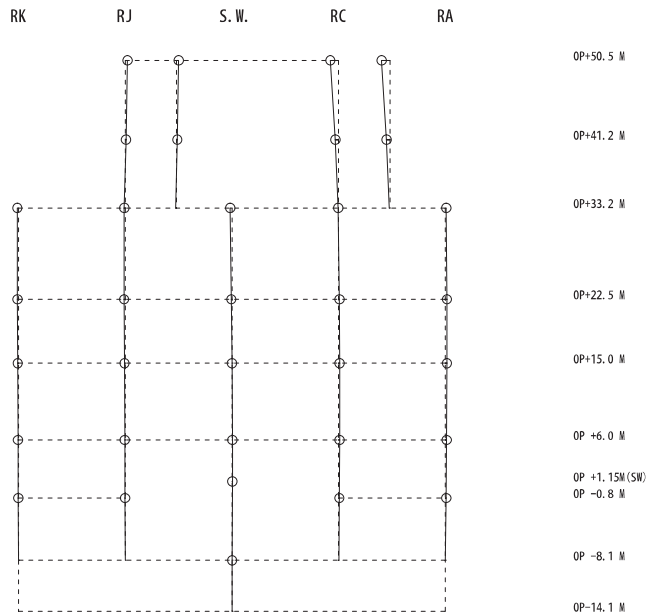 RK RJ S.W. RC RA
OP+50.5 M
OP+41.2 M
OP+33.2 M
OP+22.5 M
OP+15.0 M
OP +6.0 M
OP +1.15M(SW)
OP -0.8 M
OP -8.1 M
OP-14.1 M